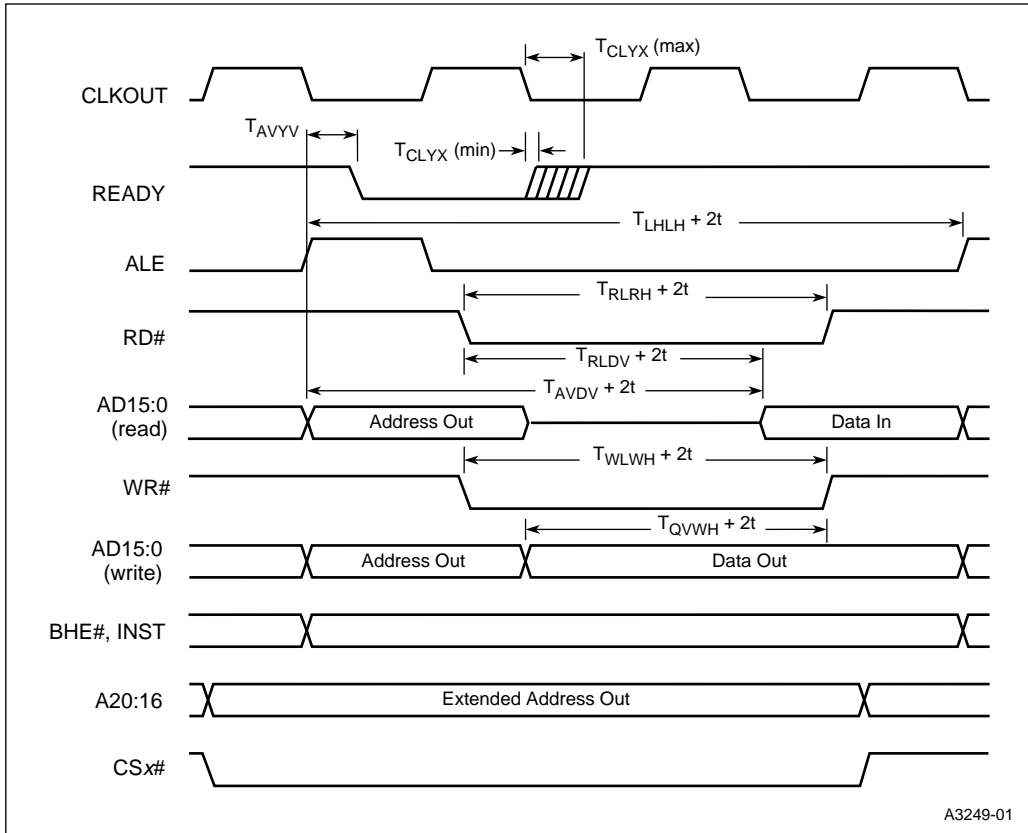 T_CLYX (max)
CLKOUT
T_AVYV
T_CLYX (min)
READY
T_LHLH + 2t
ALE
T_RLRH + 2t
RD#
T_RLDV + 2t
T_AVDV + 2t
AD15:0
(read)
Address Out
Data In
T_WLWH + 2t
WR#
T_QVWH + 2t
AD15:0
(write)
Address Out
Data Out
BHE#, INST
A20:16
Extended Address Out
CSx#
A3249-01